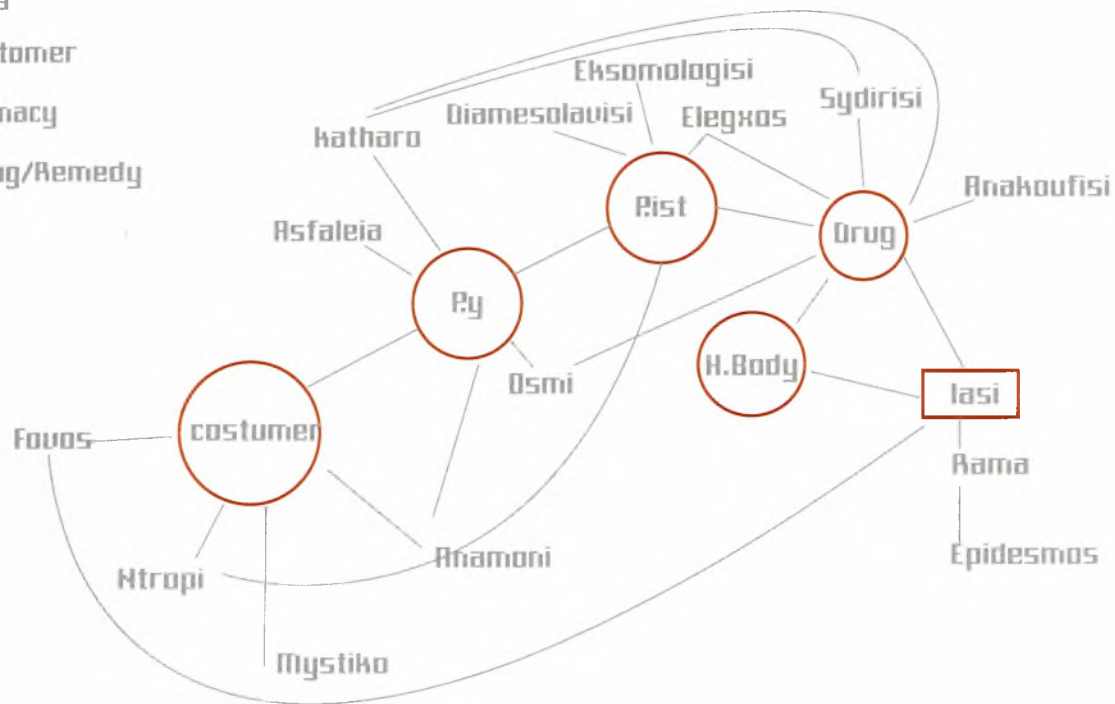 tomer
macy
ug/Remedy
Eksomologisi
Diamesolavisi
Elegxos
Sydirisi
katharo
Anakoufisi
P.ist
Asfaleia
Drug
P.y
H.Body
Osmi
Iasi
costumer
Fovos
Rama
Anamoni
Epidesmos
Ntropi
Mystiko